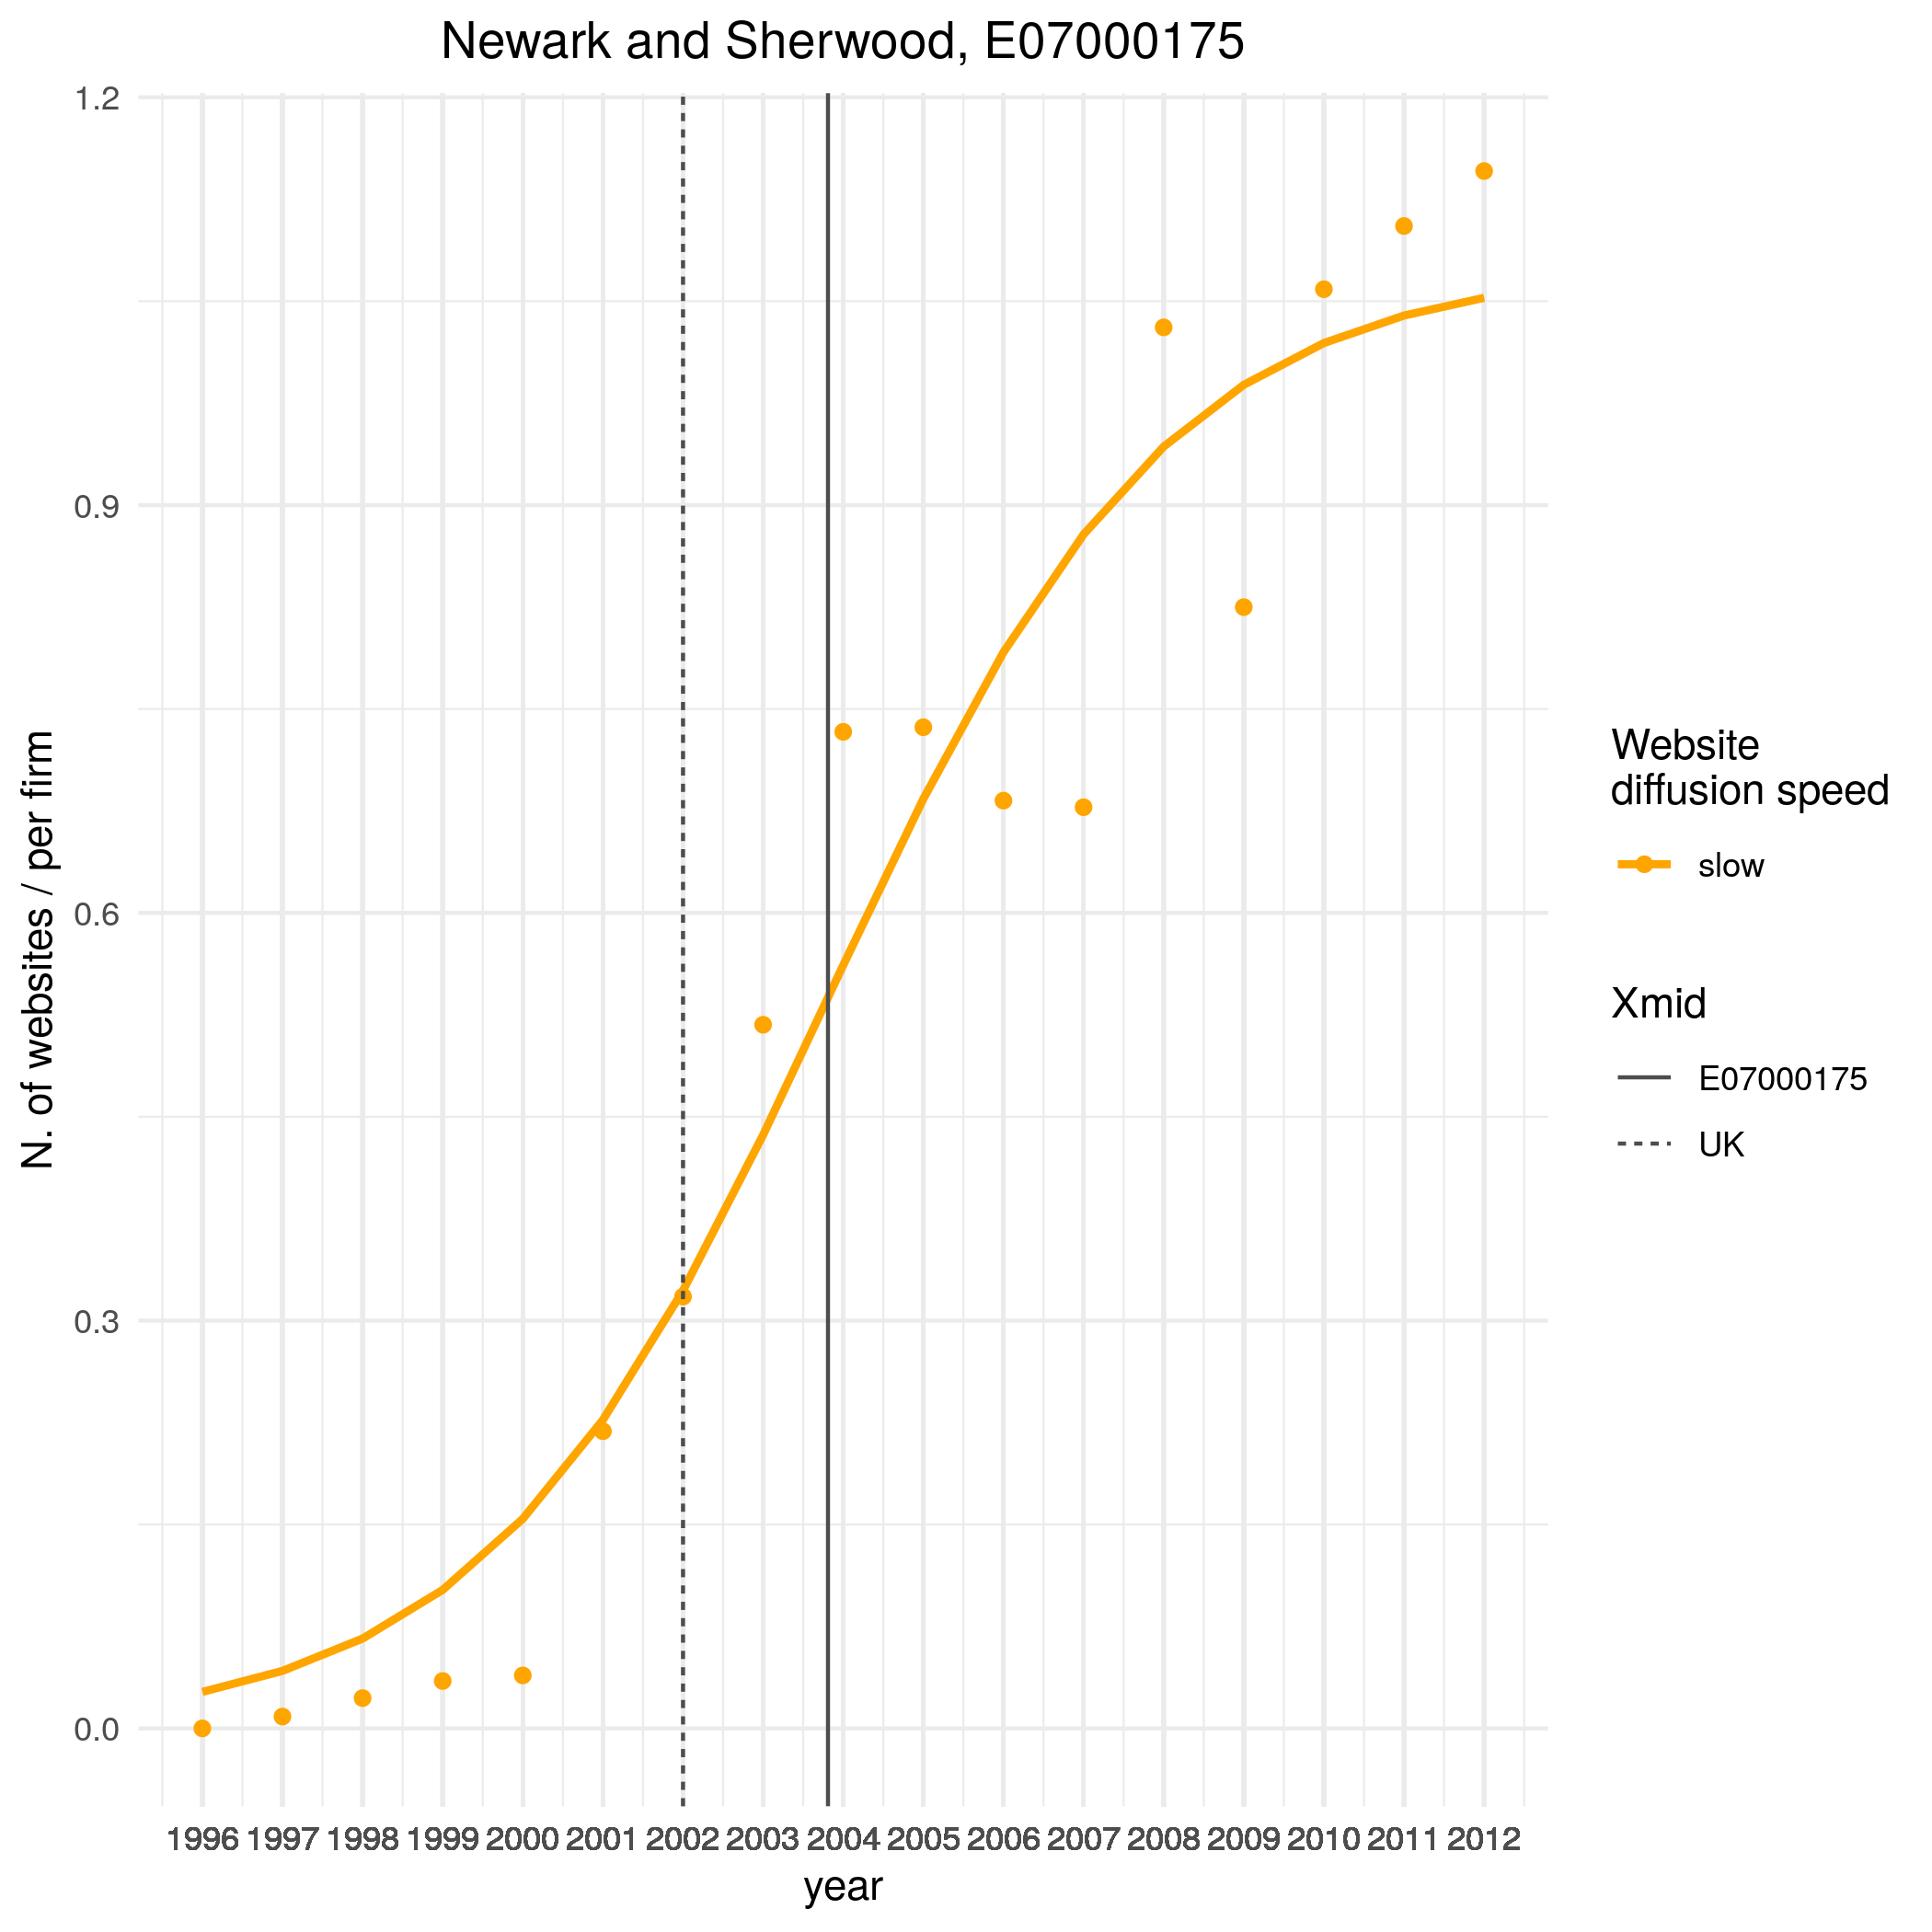 Newark and Sherwood, E07000175
1.2
0.9
0.6
0.3
0.0
N. of websites / per firm
1996 1997 1998 1999 2000 2001 2002 2003 2004 2005 2006 2007 2008 2009 2010 2011 2012
year
Website
diffusion speed
slow
Xmid
E07000175
UK